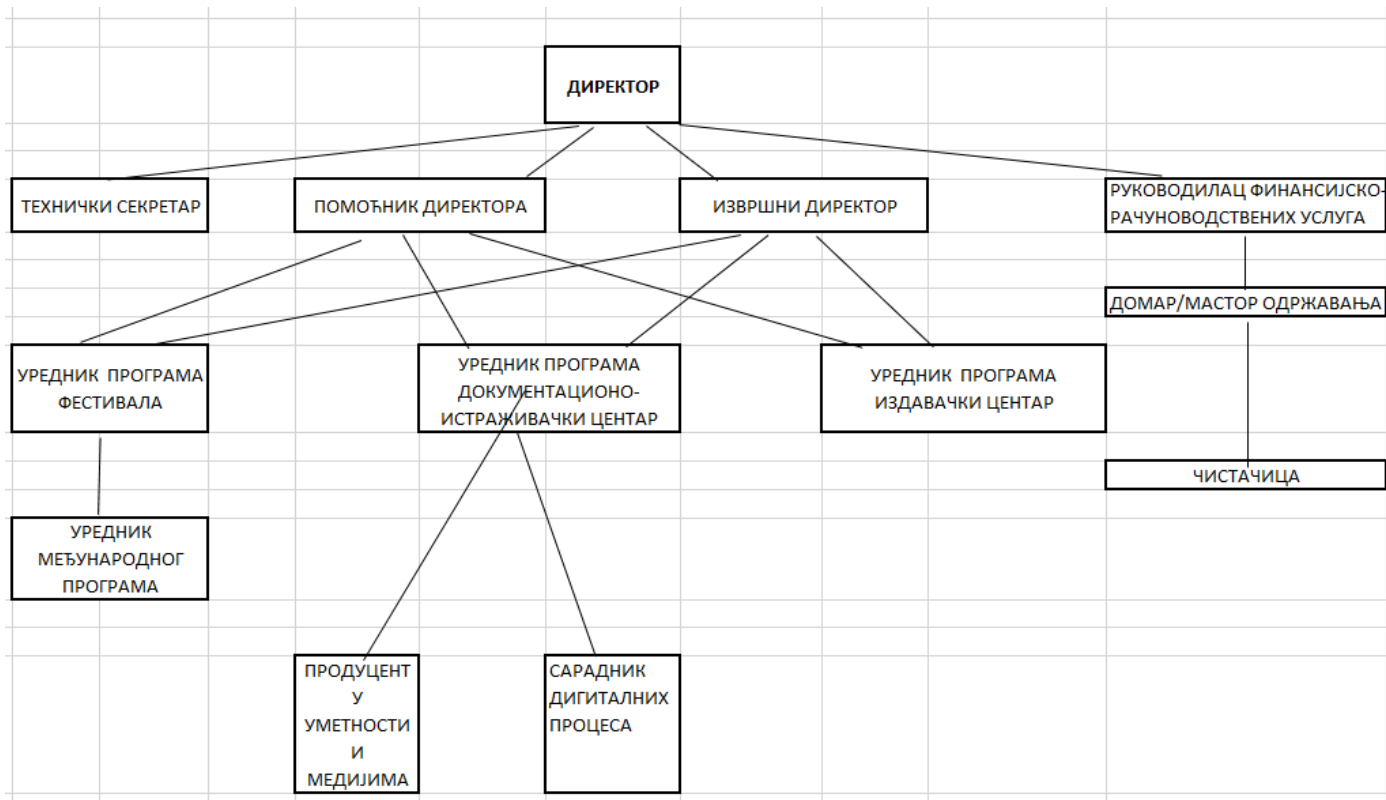 ДИРЕКТОР
ТЕХНИЧКИ СЕКРЕТАР
ПОМОЋНИК ДИРЕКТОРА
ИЗВРШНИ ДИРЕКТОР
РУКОВОДИЛАЦ ФИНАНСИЈСКО-
РАЧУНОВОДСТВЕНИХ УСЛУГА
ДОМАР/МАСТОР ОДРЖАВАЊА
УРЕДНИК ПРОГРАМА
ФЕСТИВАЛА
УРЕДНИК ПРОГРАМА
ДОКУМЕНТАЦИОНО-
ИСТРАЖИВАЧКИ ЦЕНТАР
УРЕДНИК ПРОГРАМА
ИЗДАВАЧКИ ЦЕНТАР
ЧИСТАЧИЦА
УРЕДНИК
МЕЂУНАРОДНОГ
ПРОГРАМА
ПРОДУЦЕНТ
У
УМЕТНОСТИ
И
МЕДИЈИМА
САРАДНИК
ДИГИТАЛНИХ
ПРОЦЕСА